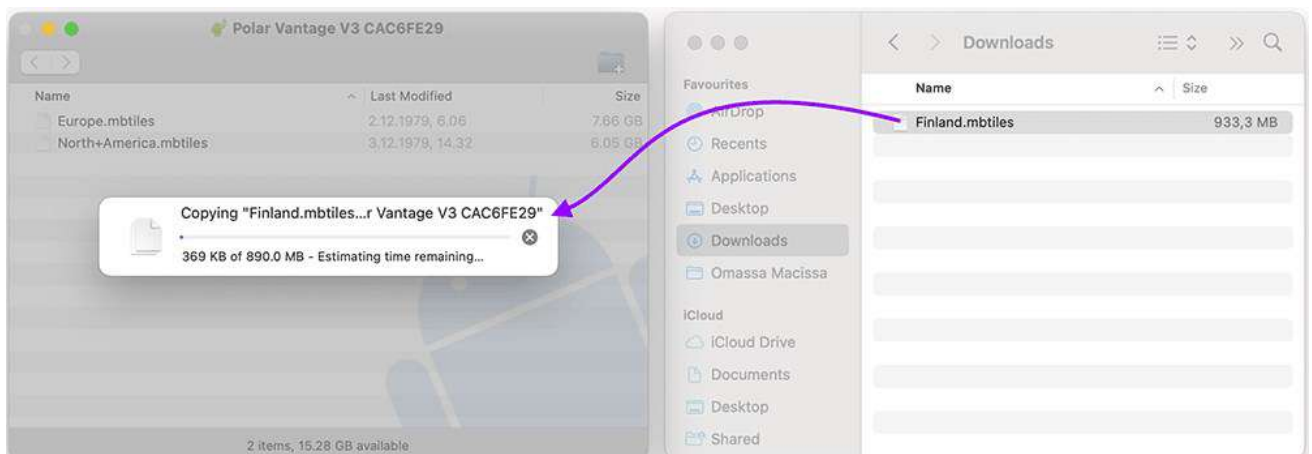 Polar Vantage V3 CAC6FE29
Name Last Modified Size
Europe.mbtiles 2.12.1979, 6.06 7.66 GB
North+America.mbtiles 3.12.1979, 14.32 6.05 GB
Copying "Finland.mbtiles...r Vantage V3 CAC6FE29"
369 KB of 890.0 MB - Estimating time remaining...
2 items, 15.28 GB available
Downloads
Favourites
AirDrop
Recents
Applications
Desktop
Downloads
Omassa Macissa
iCloud
iCloud Drive
Documents
Desktop
Shared
Name Size
Finland.mbtiles 933,3 MB